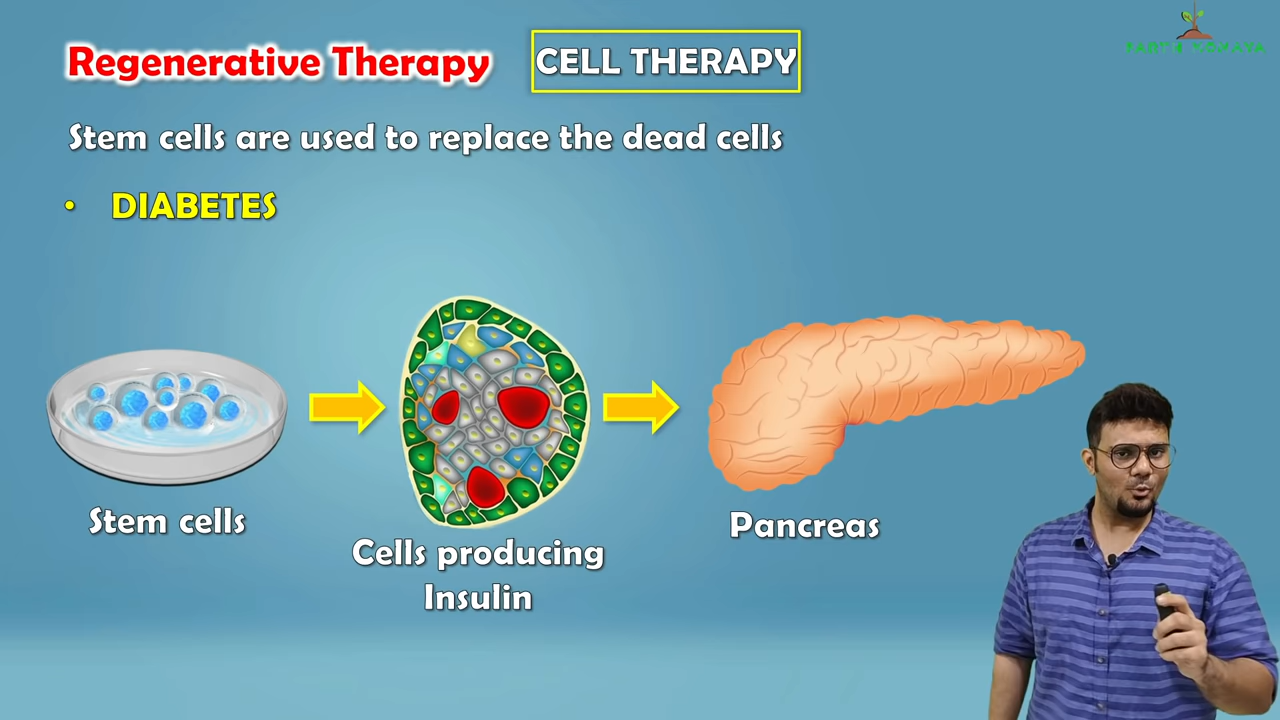 Regenerative Therapy
CELL THERAPY
Stem cells are used to replace the dead cells
• DIABETES
Stem cells
Cells producing
Insulin
Pancreas